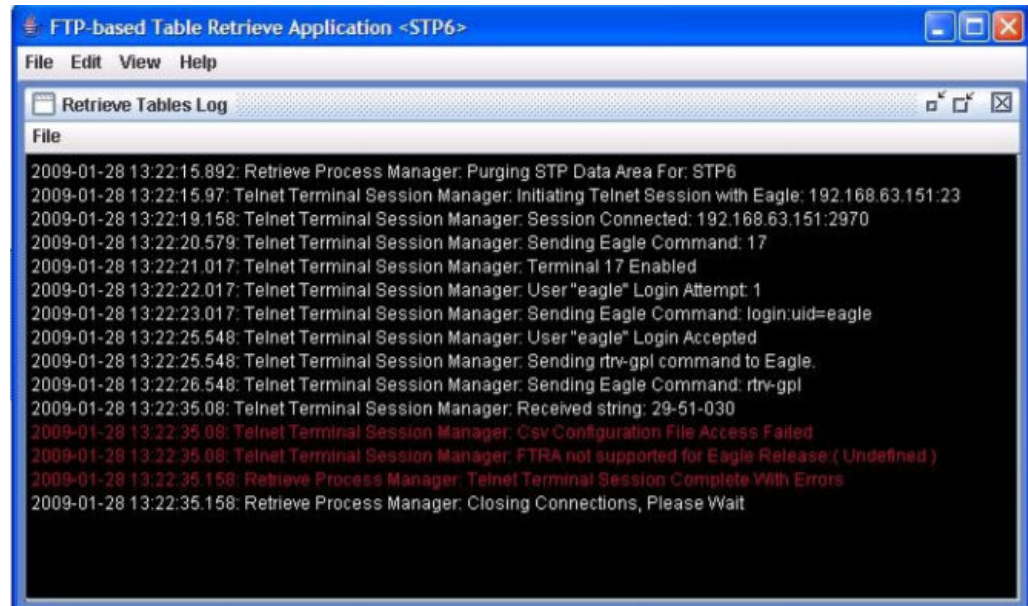 FTP-based Table Retrieve Application <STP6>
File Edit View Help
Retrieve Tables Log
File
2009-01-28 13:22:15.892: Retrieve Process Manager: Purging STP Data Area For: STP6
2009-01-28 13:22:15.97: Telnet Terminal Session Manager: Initiating Telnet Session with Eagle: 192.168.63.151:23
2009-01-28 13:22:19.158: Telnet Terminal Session Manager: Session Connected: 192.168.63.151:2970
2009-01-28 13:22:20.579: Telnet Terminal Session Manager: Sending Eagle Command: 17
2009-01-28 13:22:21.017: Telnet Terminal Session Manager: Terminal 17 Enabled
2009-01-28 13:22:22.017: Telnet Terminal Session Manager: User "eagle" Login Attempt: 1
2009-01-28 13:22:23.017: Telnet Terminal Session Manager: Sending Eagle Command: login:uid=eagle
2009-01-28 13:22:25.548: Telnet Terminal Session Manager: User "eagle" Login Accepted
2009-01-28 13:22:25.548: Telnet Terminal Session Manager: Sending rtrv-gpl command to Eagle.
2009-01-28 13:22:26.548: Telnet Terminal Session Manager: Sending Eagle Command: rtrv-gpl
2009-01-28 13:22:35.08: Telnet Terminal Session Manager: Received string: 29-51-030
2009-01-28 13:22:35.08: Telnet Terminal Session Manager: Csv Configuration File Access Failed
2009-01-28 13:22:35.08: Telnet Terminal Session Manager: FTRA not supported for Eagle Release:( Undefined )
2009-01-28 13:22:35.158: Retrieve Process Manager: Telnet Terminal Session Complete With Errors
2009-01-28 13:22:35.158: Retrieve Process Manager: Closing Connections, Please Wait